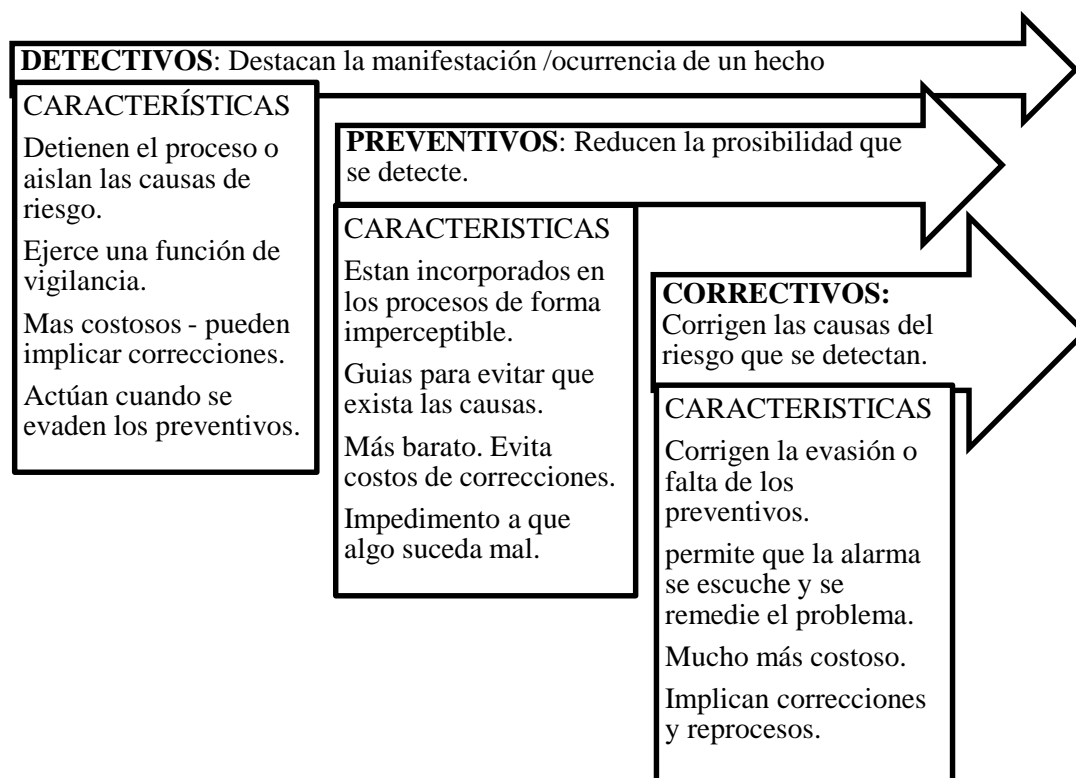 DETECTIVOS: Destacan la manifestación /ocurrencia de un hecho
CARACTERÍSTICAS
Detienen el proceso o
aislan las causas de
riesgo.
Ejerce una función de
vigilancia.
Mas costosos - pueden
implicar correcciones.
Actúan cuando se
evaden los preventivos.
PREVENTIVOS: Reducen la prosibilidad que
se detecte.
CARACTERISTICAS
Estan incorporados en
los procesos de forma
imperceptible.
Guias para evitar que
exista las causas.
Más barato. Evita
costos de correcciones.
Impedimento a que
algo suceda mal.
CORRECTIVOS:
Corrigen las causas del
riesgo que se detectan.
CARACTERISTICAS
Corrigen la evasión o
falta de los
preventivos.
permite que la alarma
se escuche y se
remedie el problema.
Mucho más costoso.
Implican correcciones
y reprocesos.